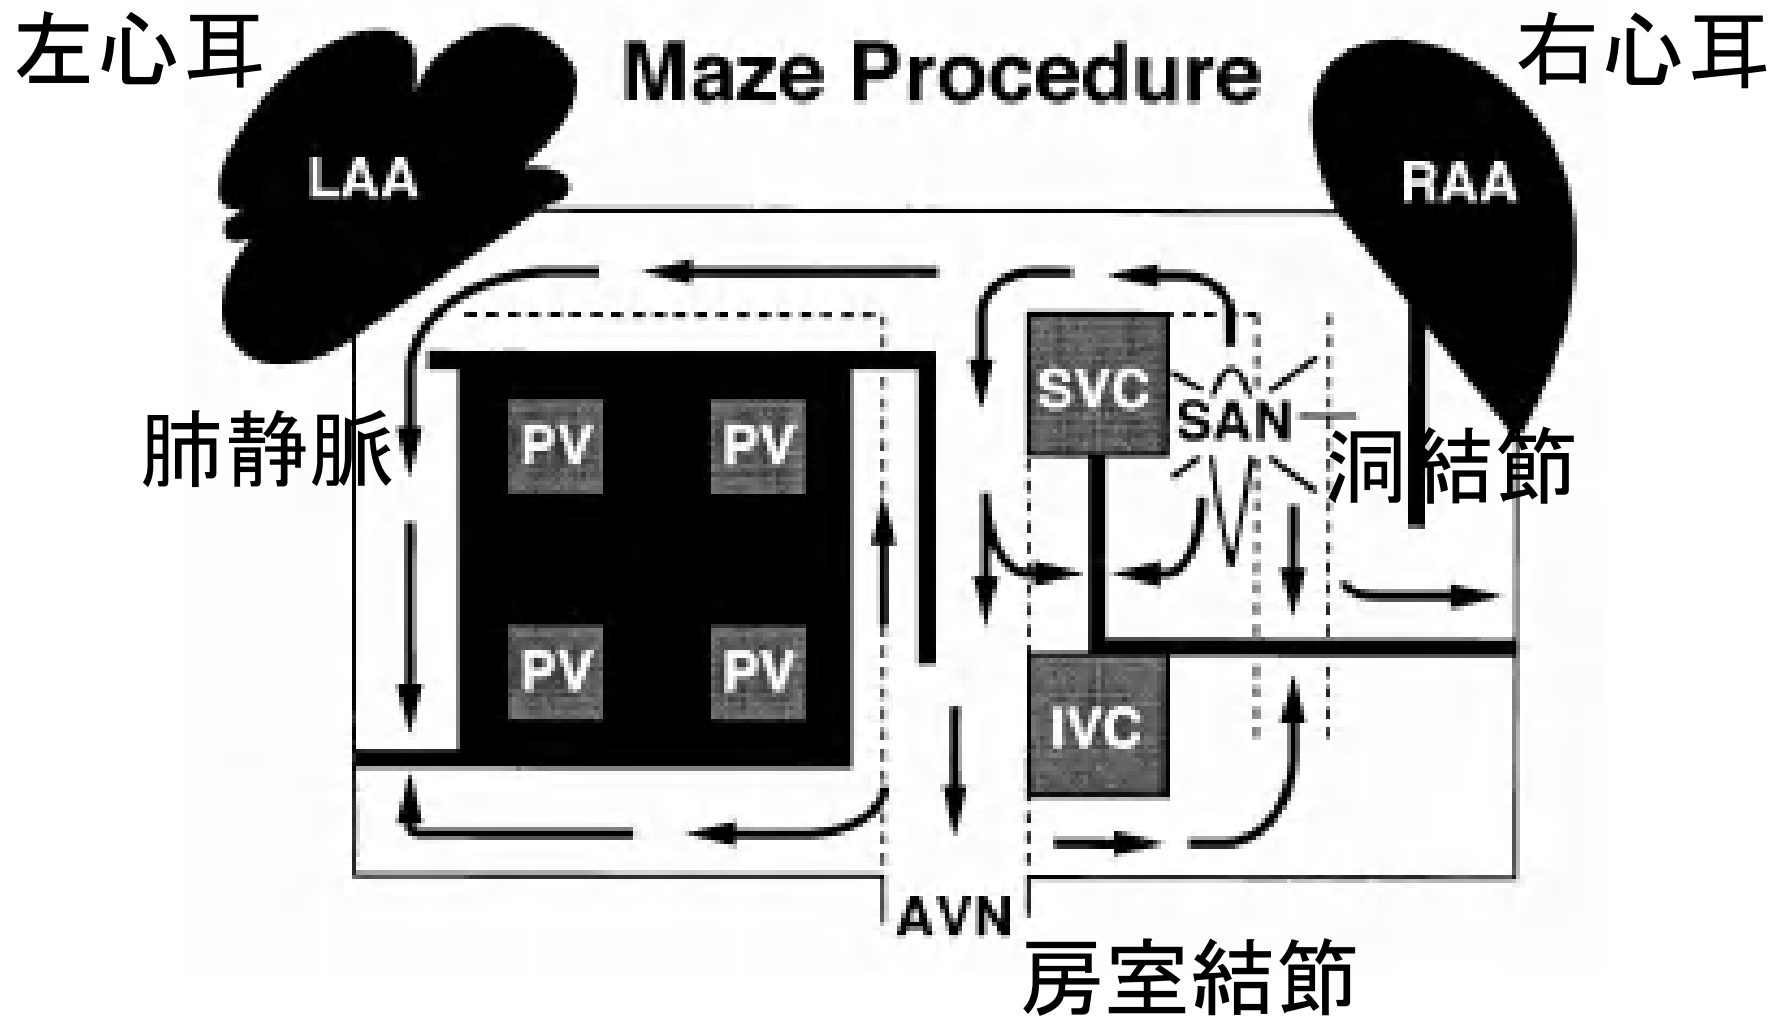 左心耳
Maze Procedure
右心耳
LAA
RAA
SVC
SAN
肺静脈
PV
PV
洞結節
PV
PV
IVC
AVN
房室結節